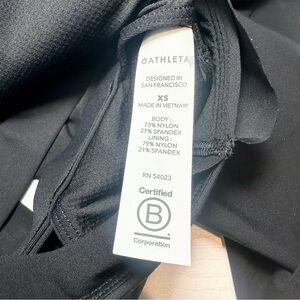 OATHLETA
DESIGNED IN
SAN FRANCISCO
XS
MADE IN VIETNAM
BODY :
73% NYLON
27% SPANDEX
LINING :
79% NYLON
21% SPANDEX
RN 54023
Certified
B
Corporation